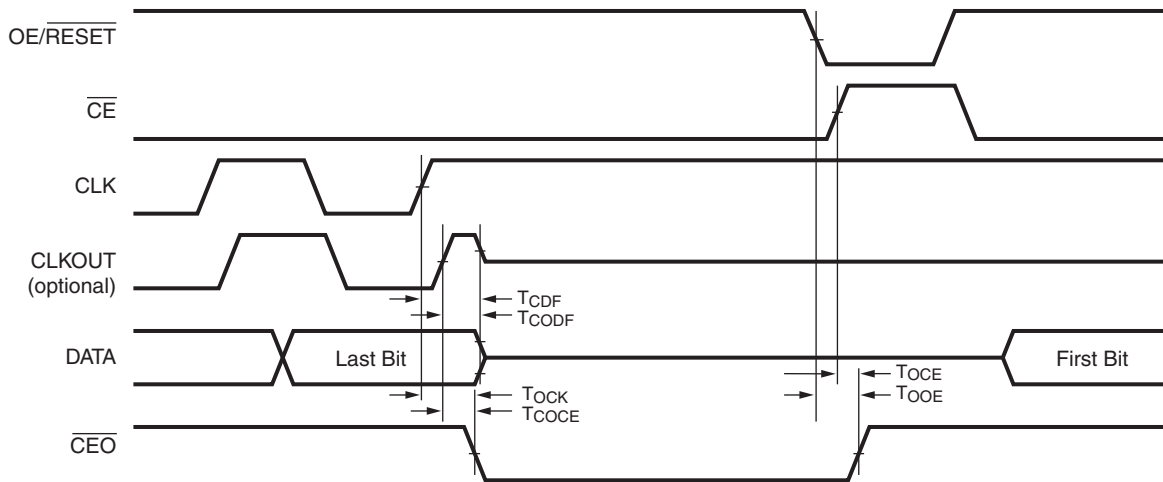 OE/RESET
CE
CLK
CLKOUT
(optional)
TCDF
TCODF
DATA
Last Bit
First Bit
TOCE
TOOE
TOCK
TCOCE
CEO